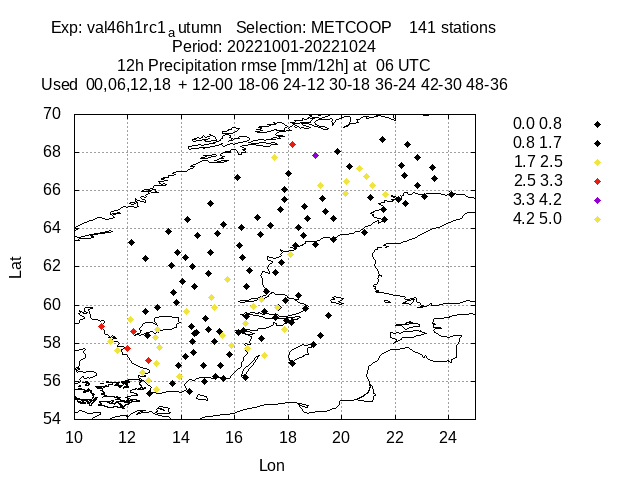 Exp: val46h1rc1autumn Selection: METCOOP 141 stations
Period: 20221001-20221024
12h Precipitation rmse [mm/12h] at 06 UTC
Used 00,06,12,18 + 12-00 18-06 24-12 30-18 36-24 42-30 48-36
70
68
66
64
62
60
58
56
54
Lat
10 12 14 16 18 20 22 24
Lon
0.0 0.8
0.8 1.7
1.7 2.5
2.5 3.3
3.3 4.2
4.2 5.0